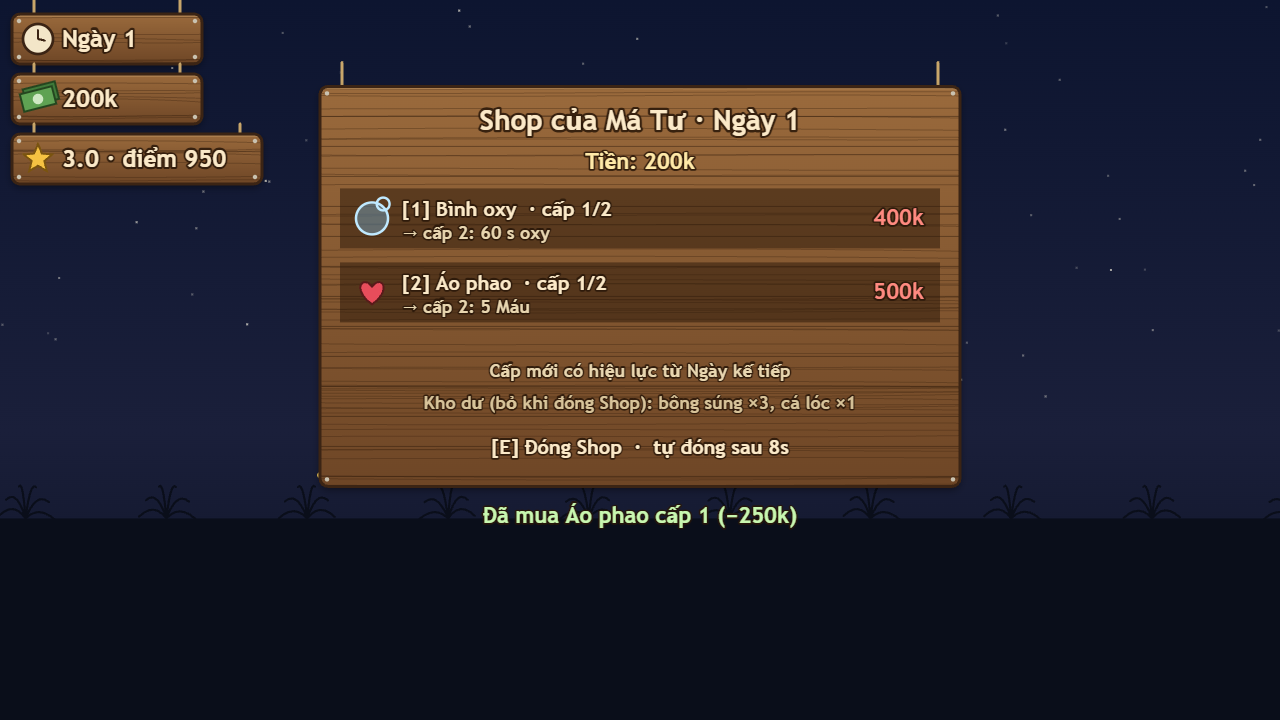 Ngày 1
200k
3.0 · điểm 950
Shop của Má Tư · Ngày 1
Tiền: 200k
[1] Bình oxy · cấp 1/2
→ cấp 2: 60 s oxy
400k
[2] Áo phao · cấp 1/2
→ cấp 2: 5 Máu
500k
Cấp mới có hiệu lực từ Ngày kế tiếp
Kho dư (bỏ khi đóng Shop): bông súng ×3, cá lóc ×1
[E] Đóng Shop · tự đóng sau 8s
Đã mua Áo phao cấp 1 (−250k)